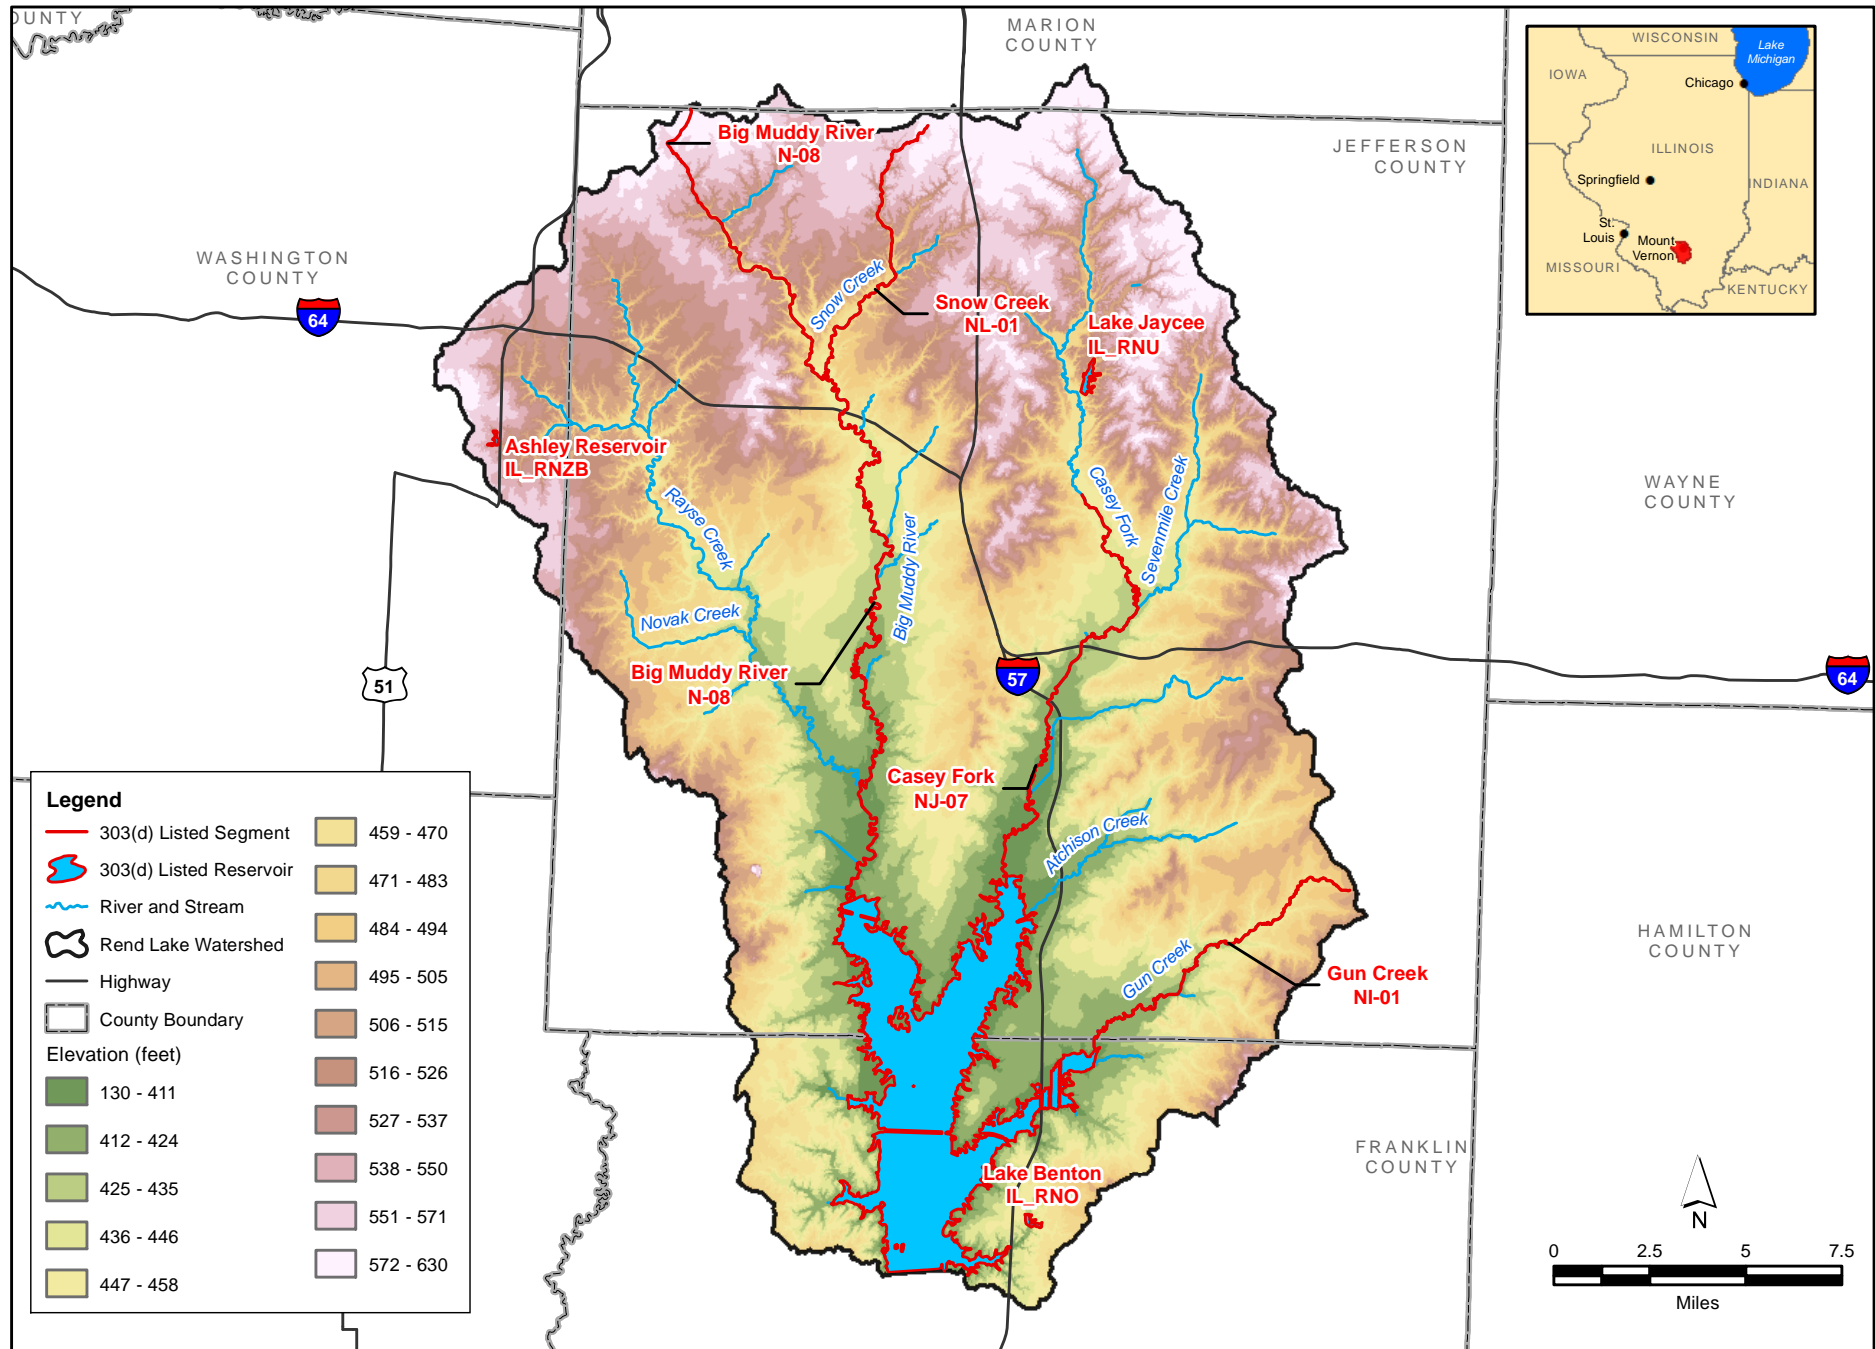 OUNTY
MARION
COUNTY
JEFFERSON
COUNTY
WASHINGTON
COUNTY
WAYNE
COUNTY
HAMILTON
COUNTY
FRANKLIN
COUNTY
WISCONSIN
Lake
Michigan
IOWA
Chicago
ILLINOIS
Springfield
INDIANA
St.
Louis
Mount
Vernon
MISSOURI
KENTUCKY
Big Muddy River
N-08
Snow Creek
Snow Creek
NL-01
Lake Jaycee
IL_RNU
64
Ashley Reservoir
IL_RNZB
Rayse Creek
Casey Fork
Sevenmile Creek
Big Muddy River
Novak Creek
Big Muddy River
N-08
57
64
51
Casey Fork
NJ-07
Atchison Creek
Gun Creek
Gun Creek
NI-01
Lake Benton
IL_RNO
Legend
303(d) Listed Segment
303(d) Listed Reservoir
River and Stream
Rend Lake Watershed
Highway
County Boundary
Elevation (feet)
130 - 411
412 - 424
425 - 435
436 - 446
447 - 458
459 - 470
471 - 483
484 - 494
495 - 505
506 - 515
516 - 526
527 - 537
538 - 550
551 - 571
572 - 630
N
0 2.5 5 7.5
Miles